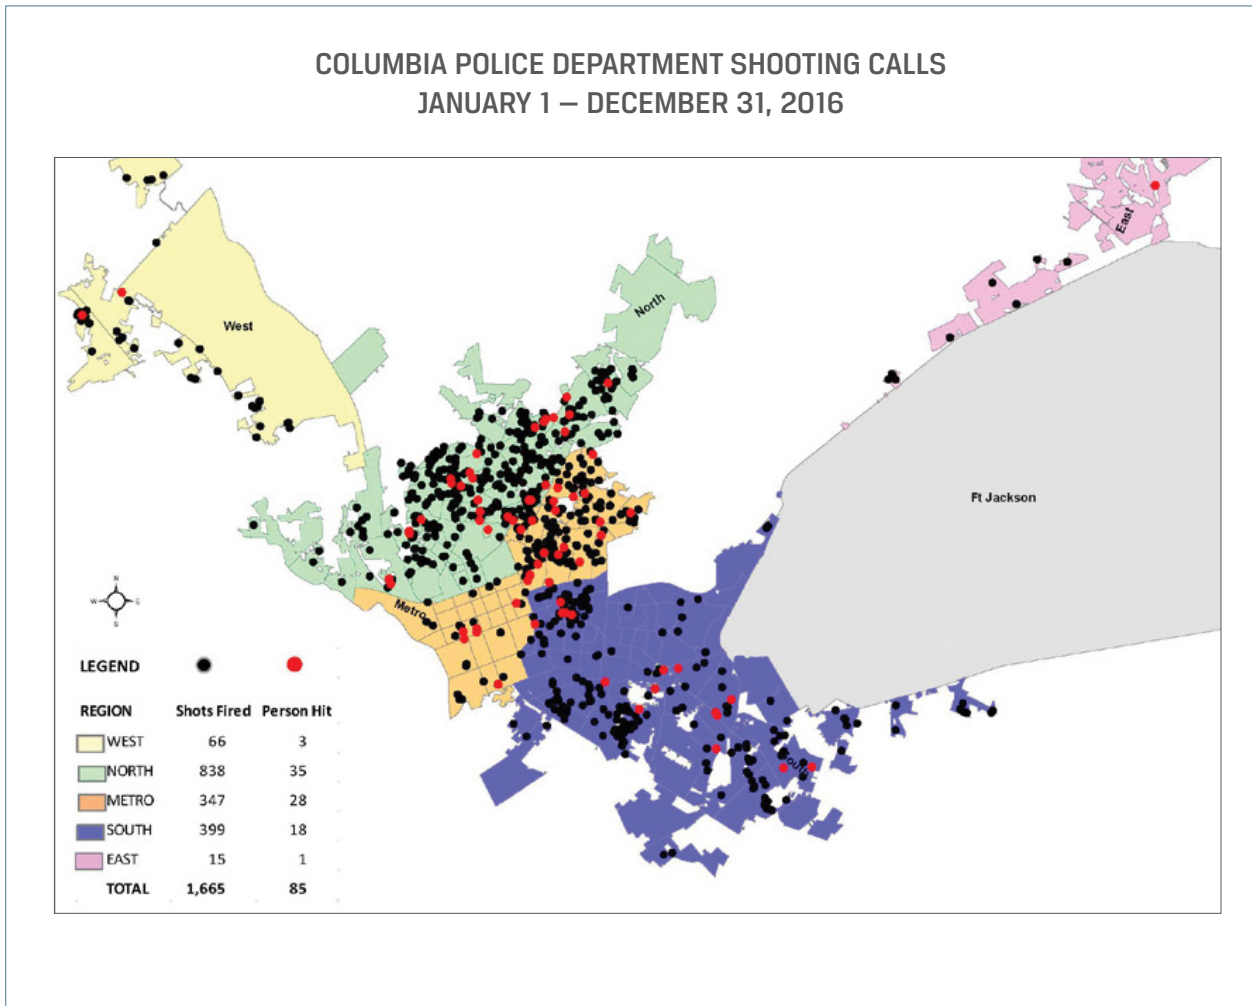 COLUMBIA POLICE DEPARTMENT SHOOTING CALLS
JANUARY 1 — DECEMBER 31, 2016
East
North
West
Ft Jackson
N
W E
S
Metro
South
LEGEND
REGION Shots Fired Person Hit
WEST 66 3
NORTH 838 35
METRO 347 28
SOUTH 399 18
EAST 15 1
TOTAL 1,665 85